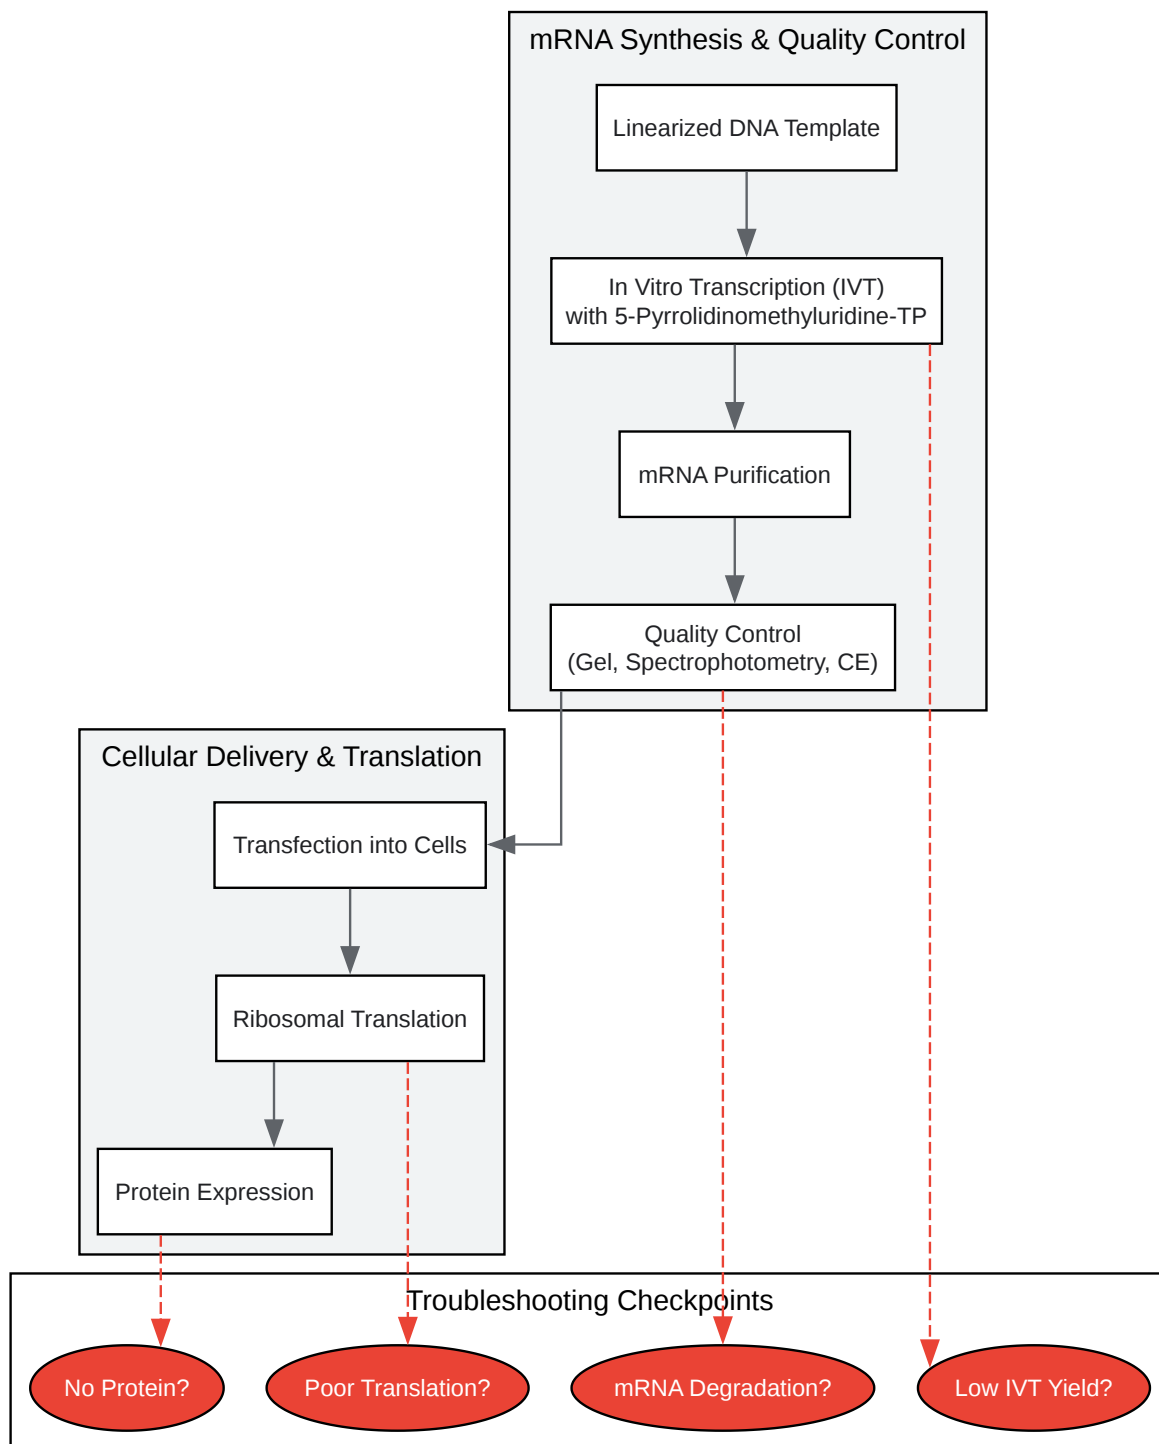 mRNA Synthesis & Quality Control
Linearized DNA Template
In Vitro Transcription (IVT)
with 5-Pyrrolidinomethyluridine-TP
mRNA Purification
Quality Control
(Gel, Spectrophotometry, CE)
Cellular Delivery & Translation
Transfection into Cells
Ribosomal Translation
Protein Expression
Troubleshooting Checkpoints
No Protein?
Poor Translation?
mRNA Degradation?
Low IVT Yield?